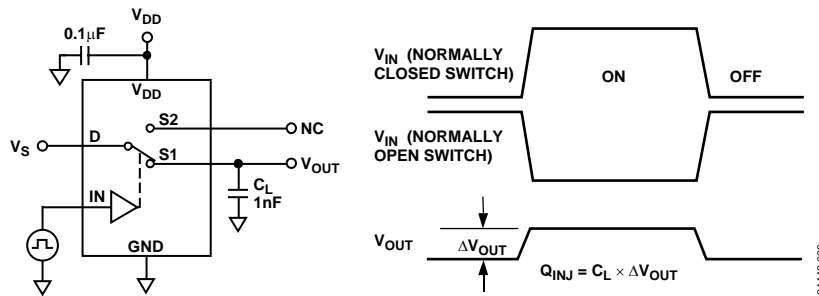 V_DD
0.1µF
V_DD
S2
NC
V_S
D
S1
V_OUT
IN
C_L
1nF
GND
V_IN (NORMALLY
CLOSED SWITCH)
ON
OFF
V_IN (NORMALLY
OPEN SWITCH)
V_OUT
ΔV_OUT
Q_INJ = C_L × ΔV_OUT